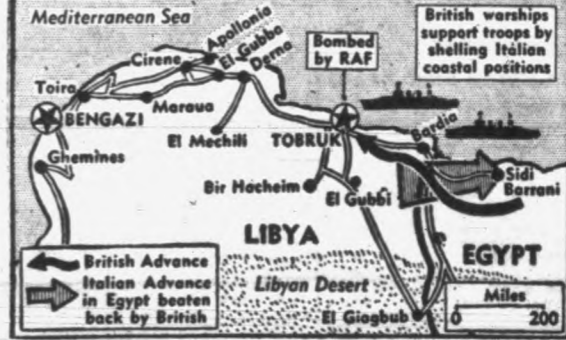 Mediterranean Sea
British warships
support troops by
shelling Italian
coastal positions
Apollonia
Cirene
El Gubba
Derna
Bombed
by RAF
Toira
BENGAZI
Maraua
El Mechili
TOBRUK
Bardia
Ghemines
Sidi
Barrani
Bir Hacheim
El Gubbi
LIBYA
EGYPT
British Advance
Italian Advance
in Egypt beaten
back by British
Libyan Desert
El Giagbub
Miles
0 200